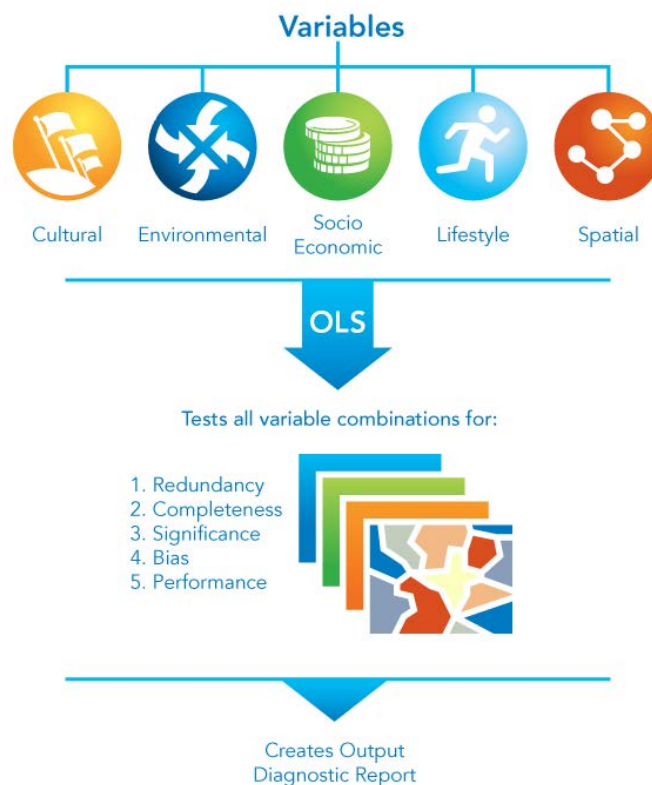 Variables
Cultural
Environmental
Socio
Economic
Lifestyle
Spatial
OLS
Tests all variable combinations for:
1. Redundancy
2. Completeness
3. Significance
4. Bias
5. Performance
Creates Output
Diagnostic Report